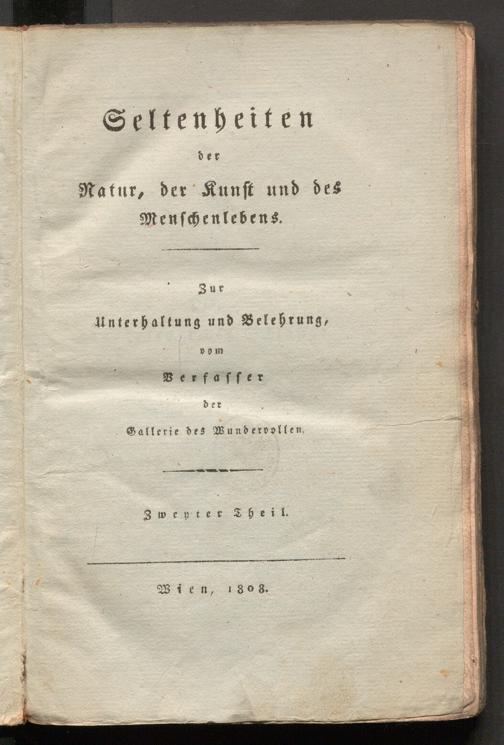 Seltenheiten
der
Natur, der Kunst und des
Menschenlebens.
Zur
Unterhaltung und Belehrung,
vom
Verfasser
der
Gallerie des Wundervollen.
Zweyter Theil.
Wien, 1808.